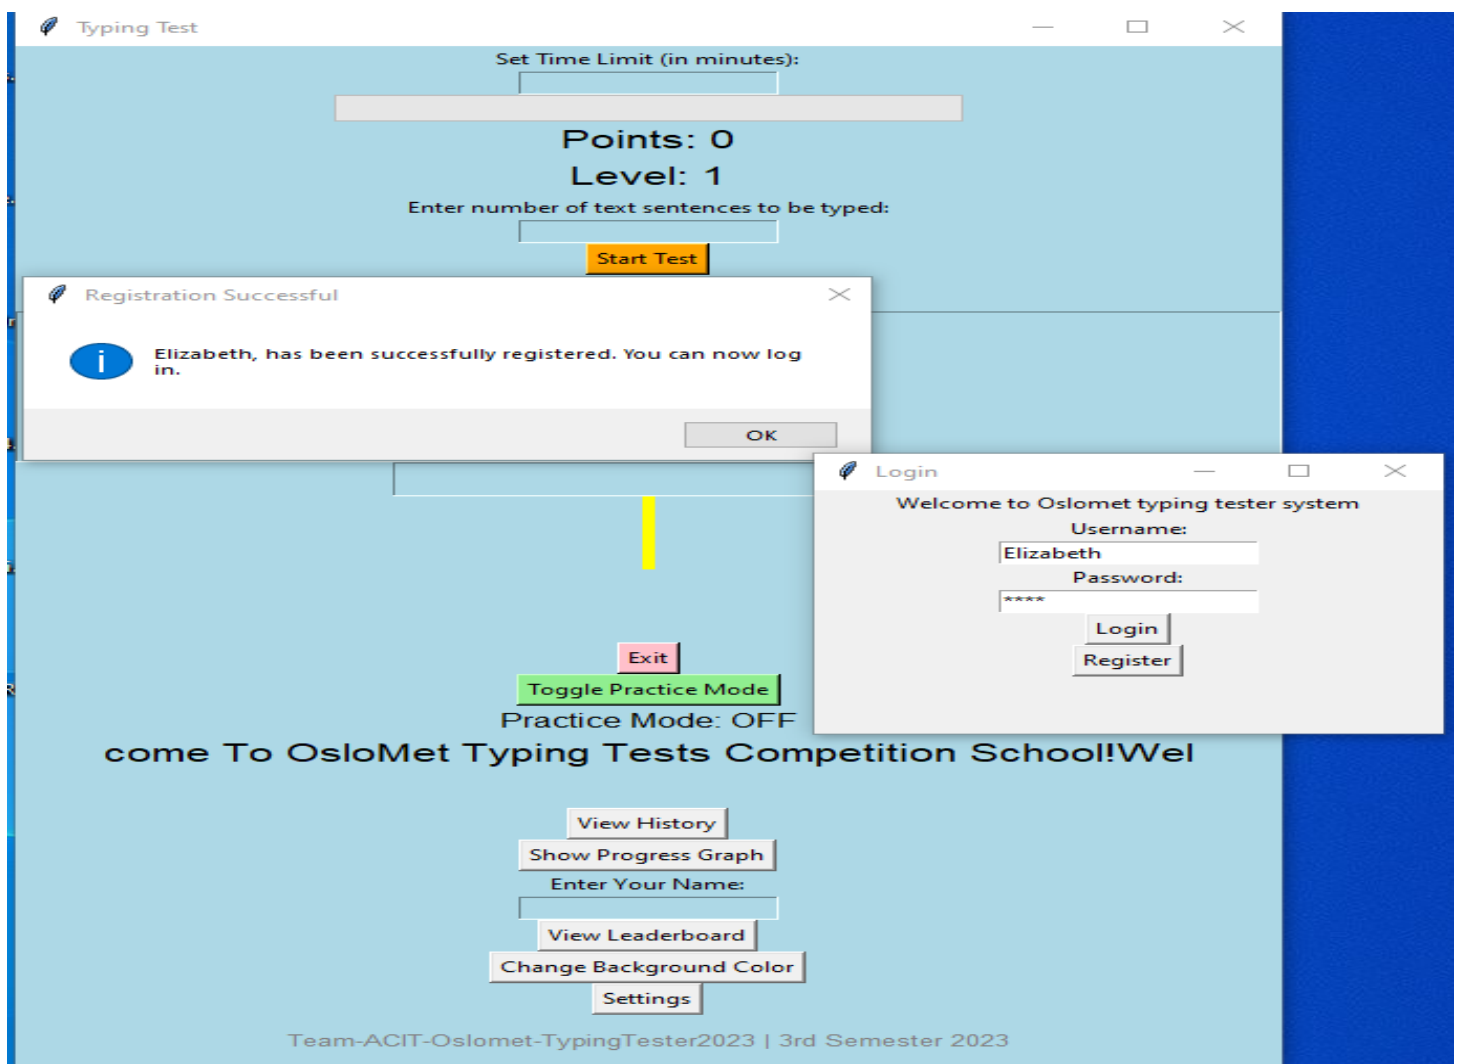 Typing Test
Set Time Limit (in minutes):
Points: 0
Level: 1
Enter number of text sentences to be typed:
Start Test
Registration Successful
Elizabeth, has been successfully registered. You can now log
in.
OK
Login
Welcome to Oslomet typing tester system
Username:
Elizabeth
Password:
****
Login
Register
Exit
Toggle Practice Mode
Practice Mode: OFF
come To OsloMet Typing Tests Competition School!Wel
View History
Show Progress Graph
Enter Your Name:
View Leaderboard
Change Background Color
Settings
Team-ACIT-Oslomet-TypingTester2023 | 3rd Semester 2023